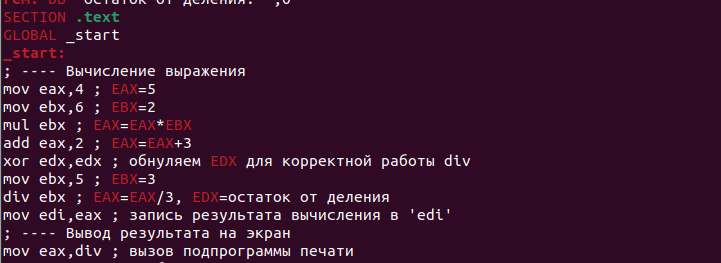 rem: DB 'Остаток от деления: ',0
SECTION .text
GLOBAL _start
_start:
; ---- Вычисление выражения
mov eax,4 ; EAX=5
mov ebx,6 ; EBX=2
mul ebx ; EAX=EAX*EBX
add eax,2 ; EAX=EAX+3
xor edx,edx ; обнуляем EDX для корректной работы div
mov ebx,5 ; EBX=3
div ebx ; EAX=EAX/3, EDX=остаток от деления
mov edi,eax ; запись результата вычисления в 'edi'
; ---- Вывод результата на экран
mov eax,div ; вызов подпрограммы печати